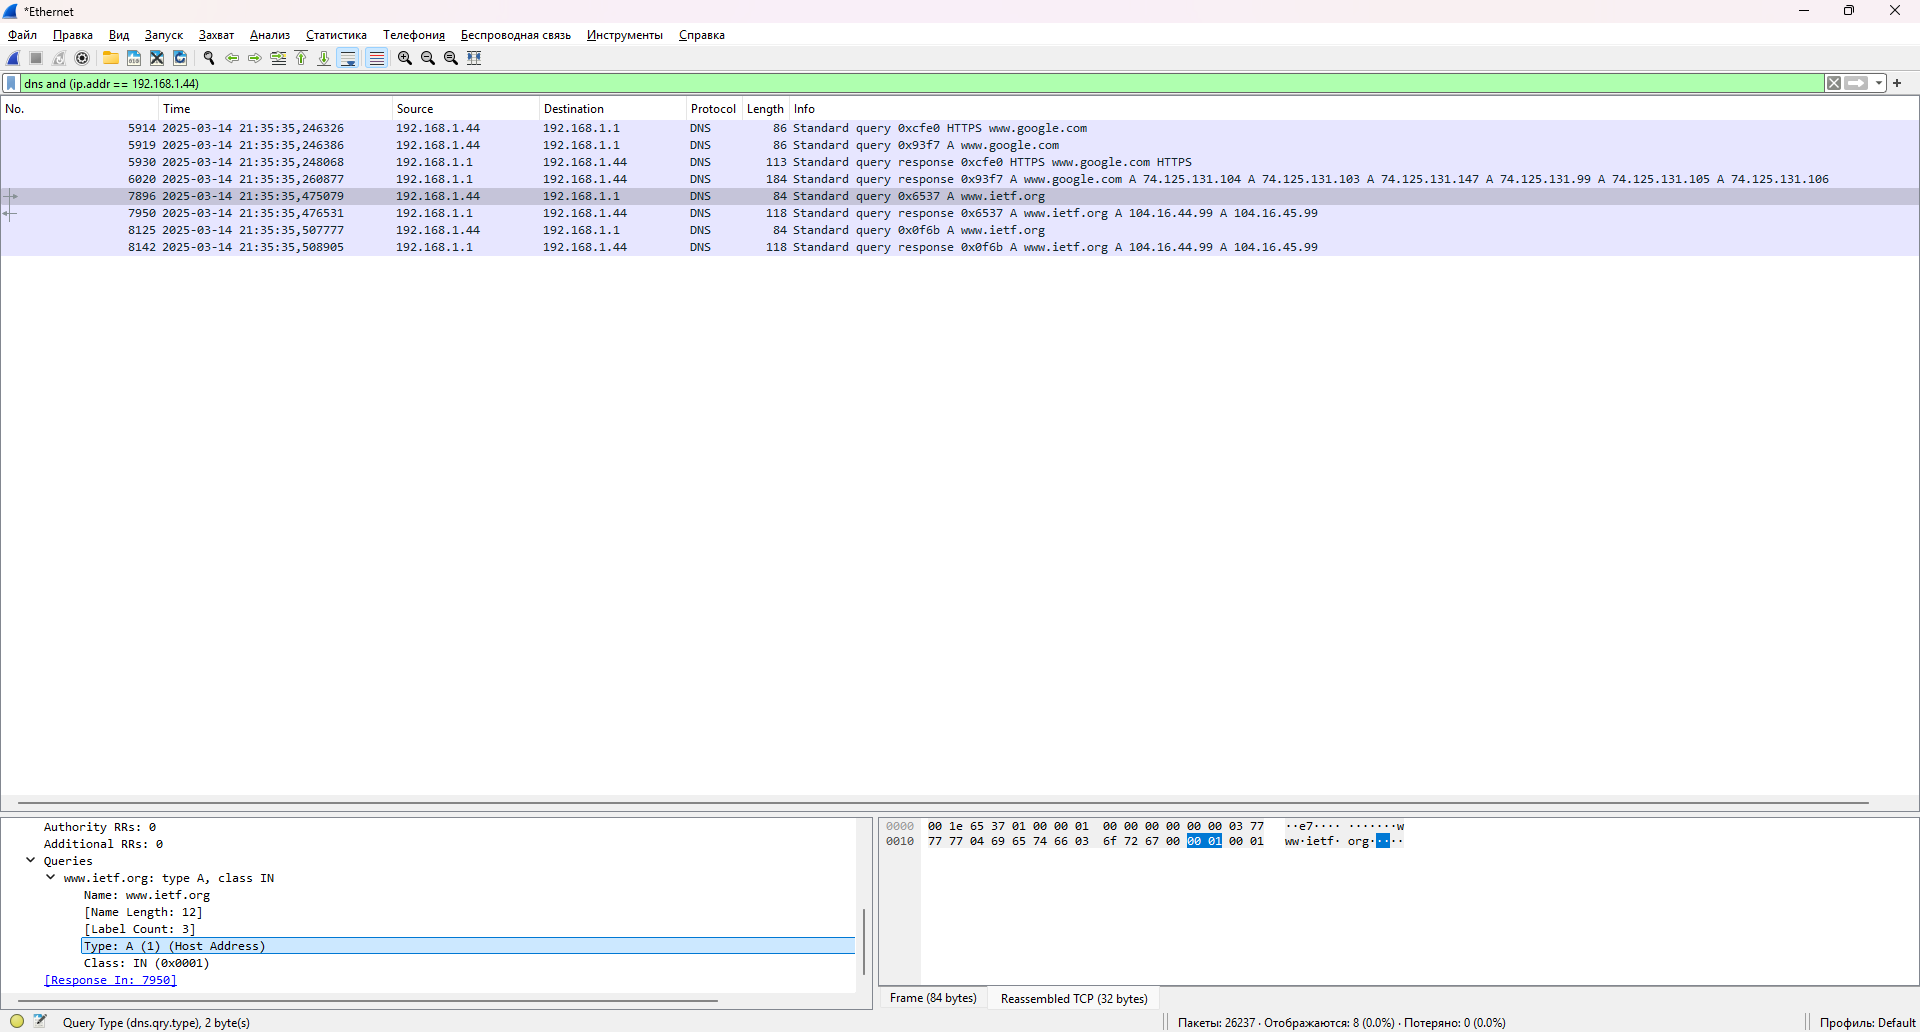 *Ethernet
Файл Правка Вид Запуск Захват Анализ Статистика Телефония Беспроводная связь Инструменты Справка
dns and (ip.addr == 192.168.1.44)
No. Time Source Destination Protocol Length Info
5914 2025-03-14 21:35:35,246326 192.168.1.44 192.168.1.1 DNS 86 Standard query 0xcfe0 HTTPS www.google.com
5919 2025-03-14 21:35:35,246386 192.168.1.44 192.168.1.1 DNS 86 Standard query 0x93f7 A www.google.com
5930 2025-03-14 21:35:35,248068 192.168.1.1 192.168.1.44 DNS 113 Standard query response 0xcfe0 HTTPS www.google.com HTTPS
6020 2025-03-14 21:35:35,260877 192.168.1.1 192.168.1.44 DNS 184 Standard query response 0x93f7 A www.google.com A 74.125.131.104 A 74.125.131.103 A 74.125.131.147 A 74.125.131.99 A 74.125.131.105 A 74.125.131.106
7896 2025-03-14 21:35:35,475079 192.168.1.44 192.168.1.1 DNS 84 Standard query 0x6537 A www.ietf.org
7950 2025-03-14 21:35:35,476531 192.168.1.1 192.168.1.44 DNS 118 Standard query response 0x6537 A www.ietf.org A 104.16.44.99 A 104.16.45.99
8125 2025-03-14 21:35:35,507777 192.168.1.44 192.168.1.1 DNS 84 Standard query 0x0f6b A www.ietf.org
8142 2025-03-14 21:35:35,508905 192.168.1.1 192.168.1.44 DNS 118 Standard query response 0x0f6b A www.ietf.org A 104.16.44.99 A 104.16.45.99
Authority RRs: 0
Additional RRs: 0
Queries
www.ietf.org: type A, class IN
Name: www.ietf.org
[Name Length: 12]
[Label Count: 3]
Type: A (1) (Host Address)
Class: IN (0x0001)
[Response In: 7950]
0000 00 1e 65 37 01 00 00 01 00 00 00 00 00 00 03 77 ··e7···· ·······w
0010 77 77 04 69 65 74 66 03 6f 72 67 00 00 01 00 01 ww·ietf· org·····
Frame (84 bytes) Reassembled TCP (32 bytes)
Query Type (dns.qry.type), 2 byte(s) Пакеты: 26237 · Отображаются: 8 (0.0%) · Потеряно: 0 (0.0%) Профиль: Default